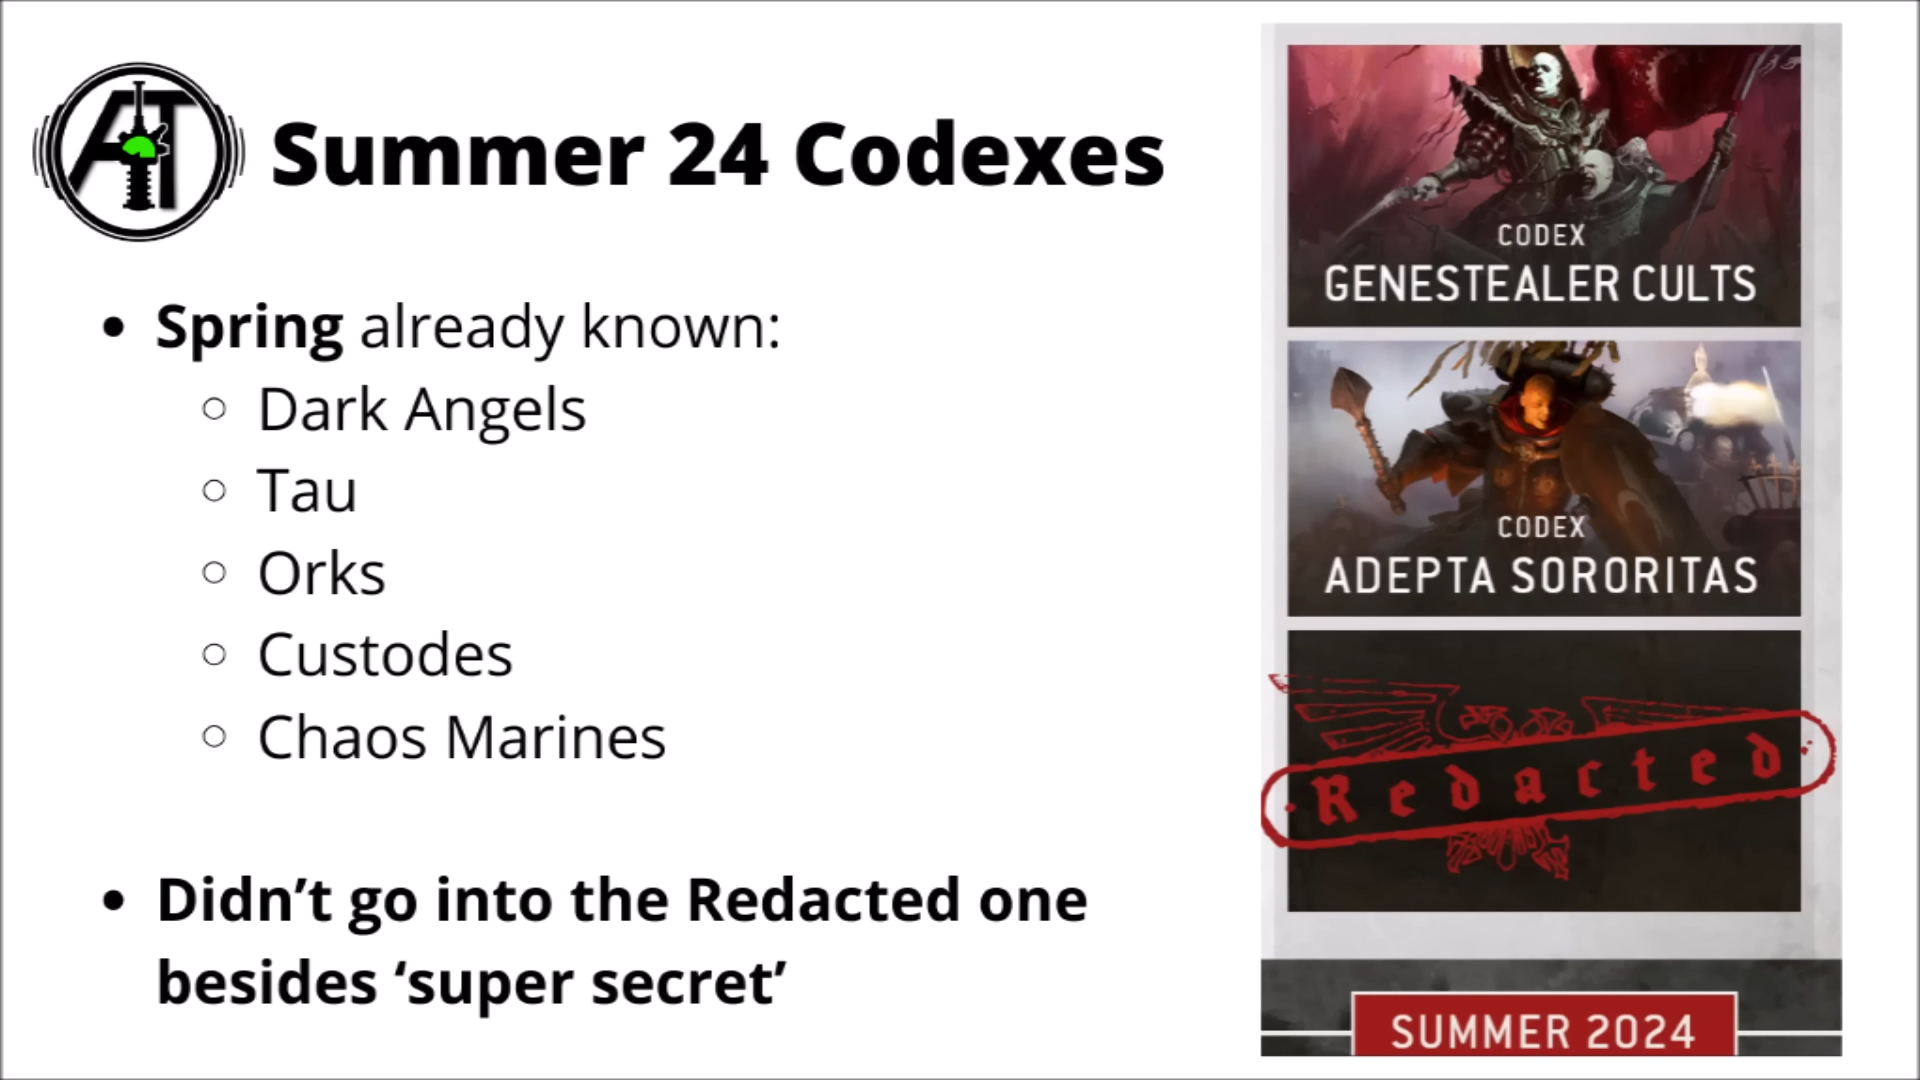 AT
Summer 24 Codexes
Spring already known:
Dark Angels
Tau
Orks
Custodes
Chaos Marines
Didn’t go into the Redacted one
besides ‘super secret’
CODEX
GENESTEALER CULTS
CODEX
ADEPTA SORORITAS
Redacted
SUMMER 2024